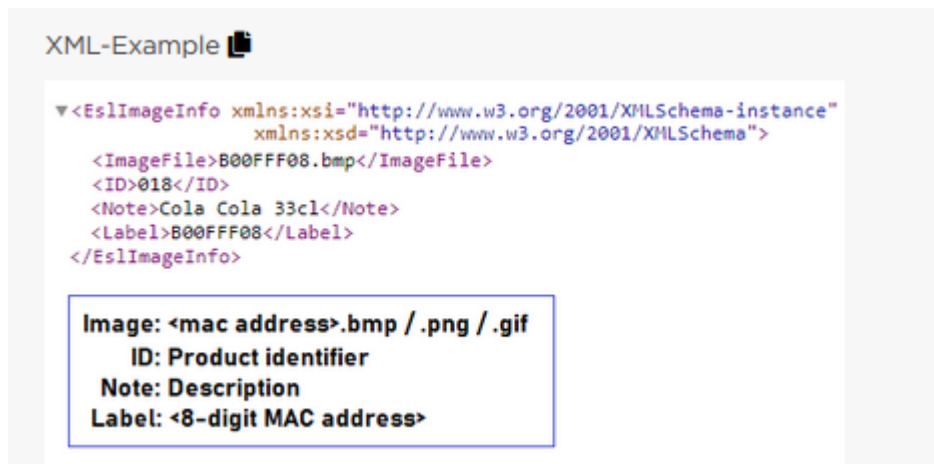 XML-Example
▼<EslImageInfo xmlns:xsi="http://www.w3.org/2001/XMLSchema-instance"
xmlns:xsd="http://www.w3.org/2001/XMLSchema">
<ImageFile>B00FFF08.bmp</ImageFile>
<ID>018</ID>
<Note>Cola Cola 33cl</Note>
<Label>B00FFF08</Label>
</EslImageInfo>
Image: <mac address>.bmp / .png / .gif
ID: Product identifier
Note: Description
Label: <8-digit MAC address>